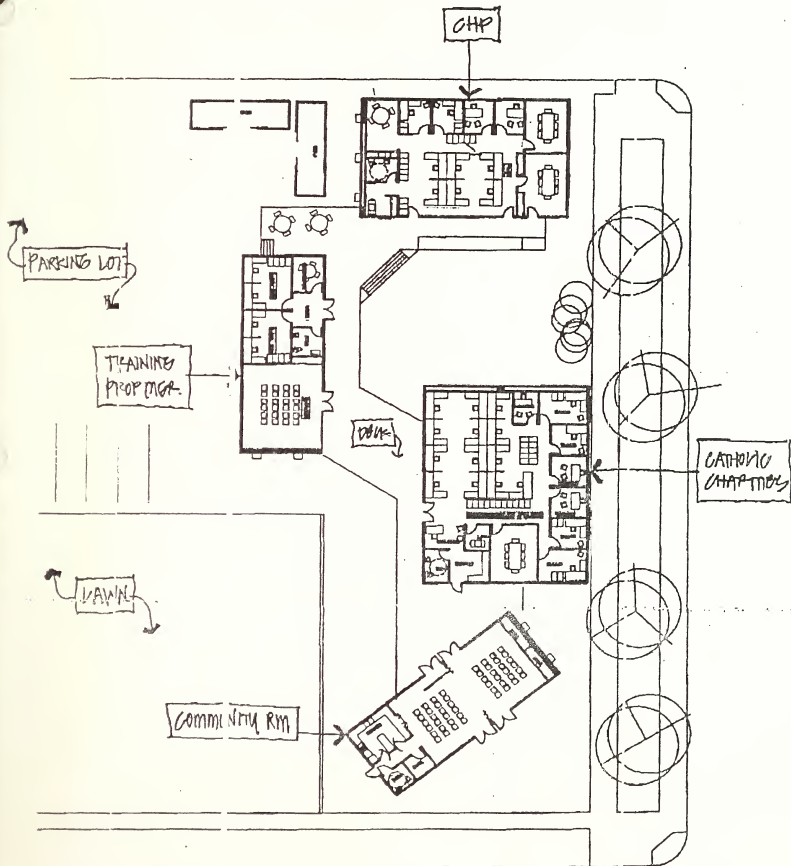 CHP
PARKING LOT
TRAINING
PROP MGR.
DECK
CATHOLIC
CHARITIES
LAWN
COMMUNITY RM